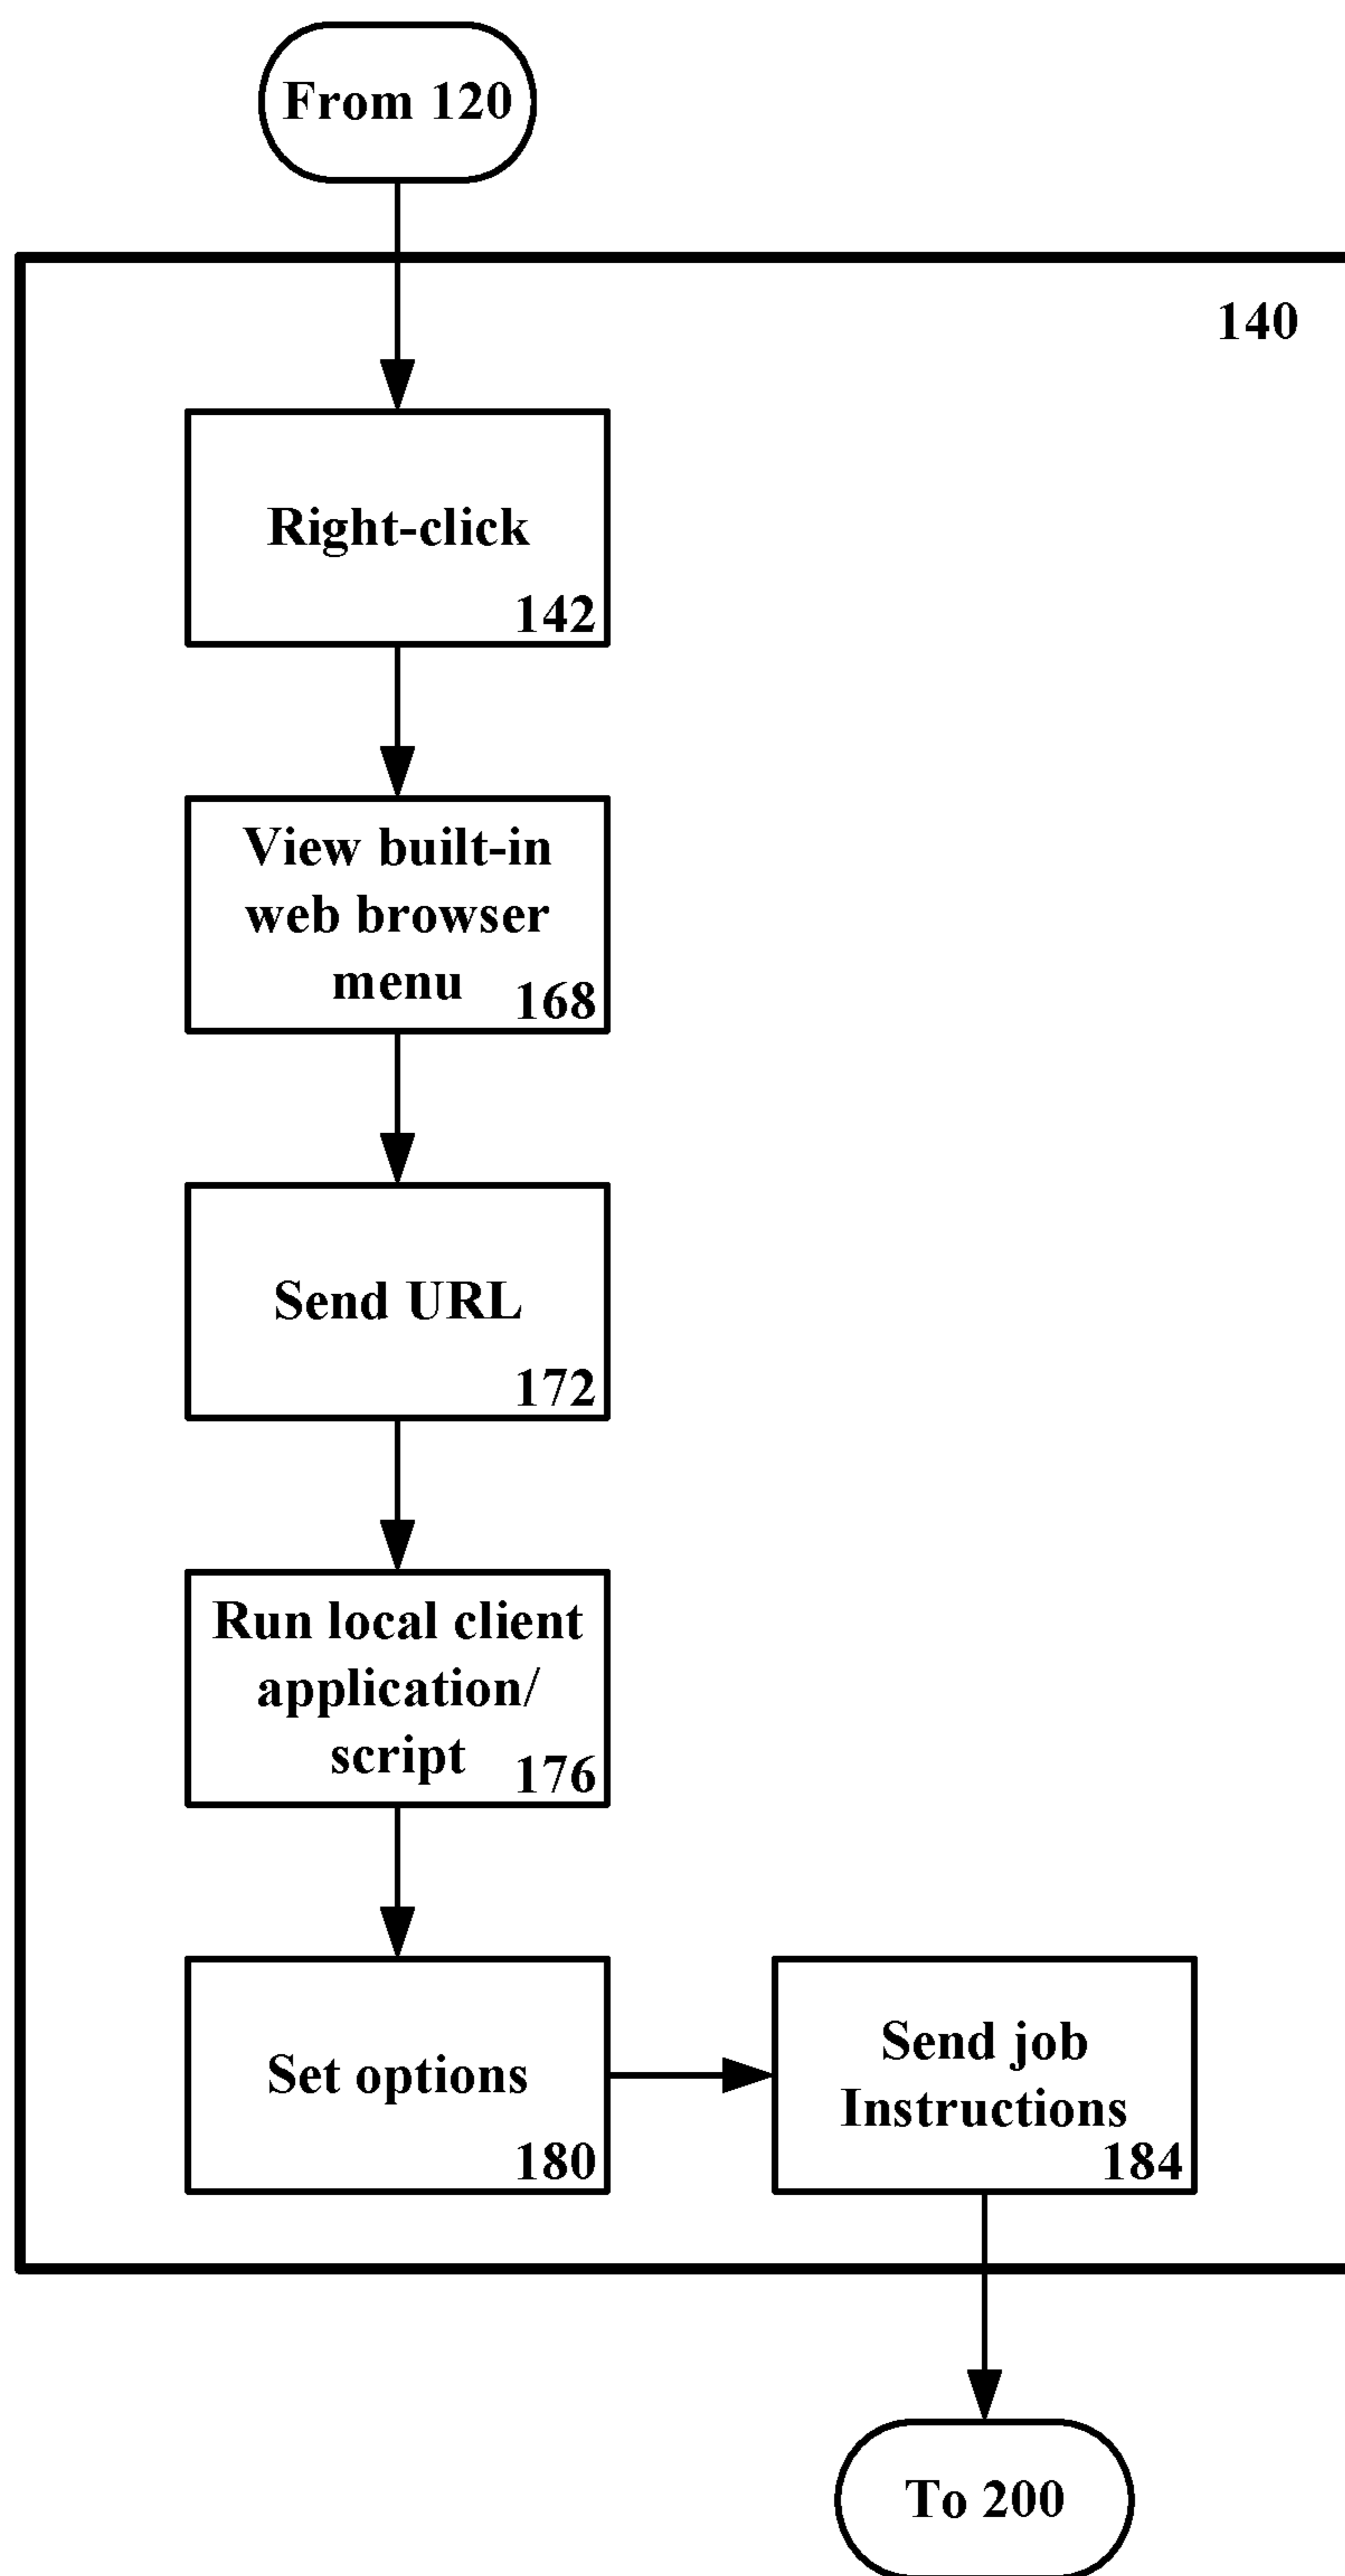 From 120
140
Right-click
142
View built-in
web browser
menu
168
Send URL
172
Run local client
application/
script
176
Set options
180
Send job
Instructions
184
To 200